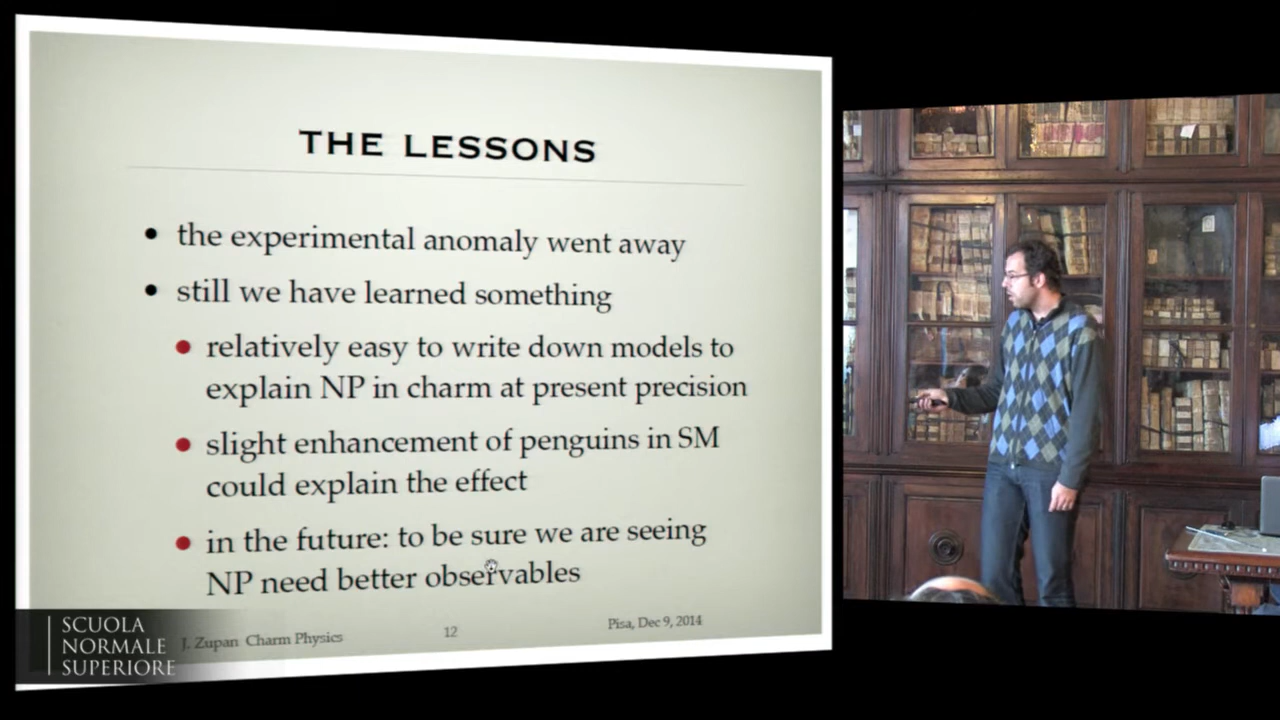 THE LESSONS
• the experimental anomaly went away
• still we have learned something
• relatively easy to write down models to
explain NP in charm at present precision
• slight enhancement of penguins in SM
could explain the effect
• in the future: to be sure we are seeing
NP need better observables
J. Zupan Charm Physics
12
Pisa, Dec 9, 2014
SCUOLA
NORMALE
SUPERIORE